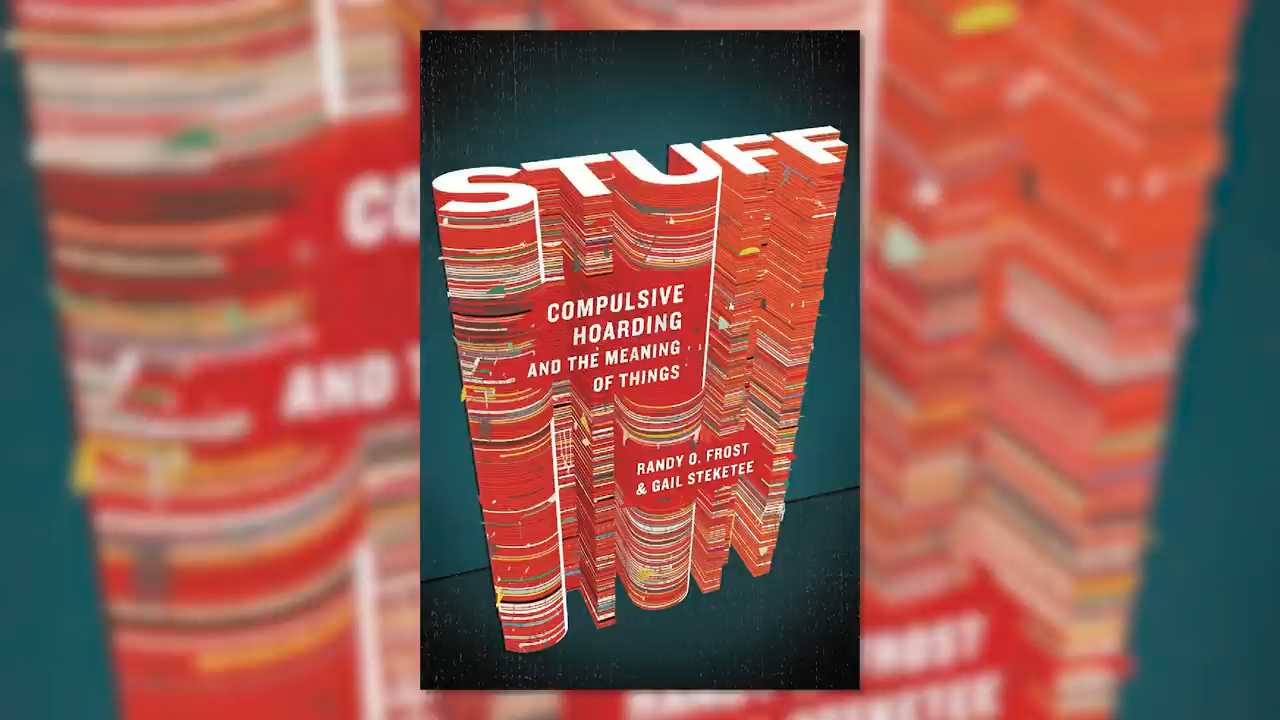 STUFF
COMPULSIVE
HOARDING
AND THE MEANING
OF THINGS
RANDY O. FROST
& GAIL STEKETEE